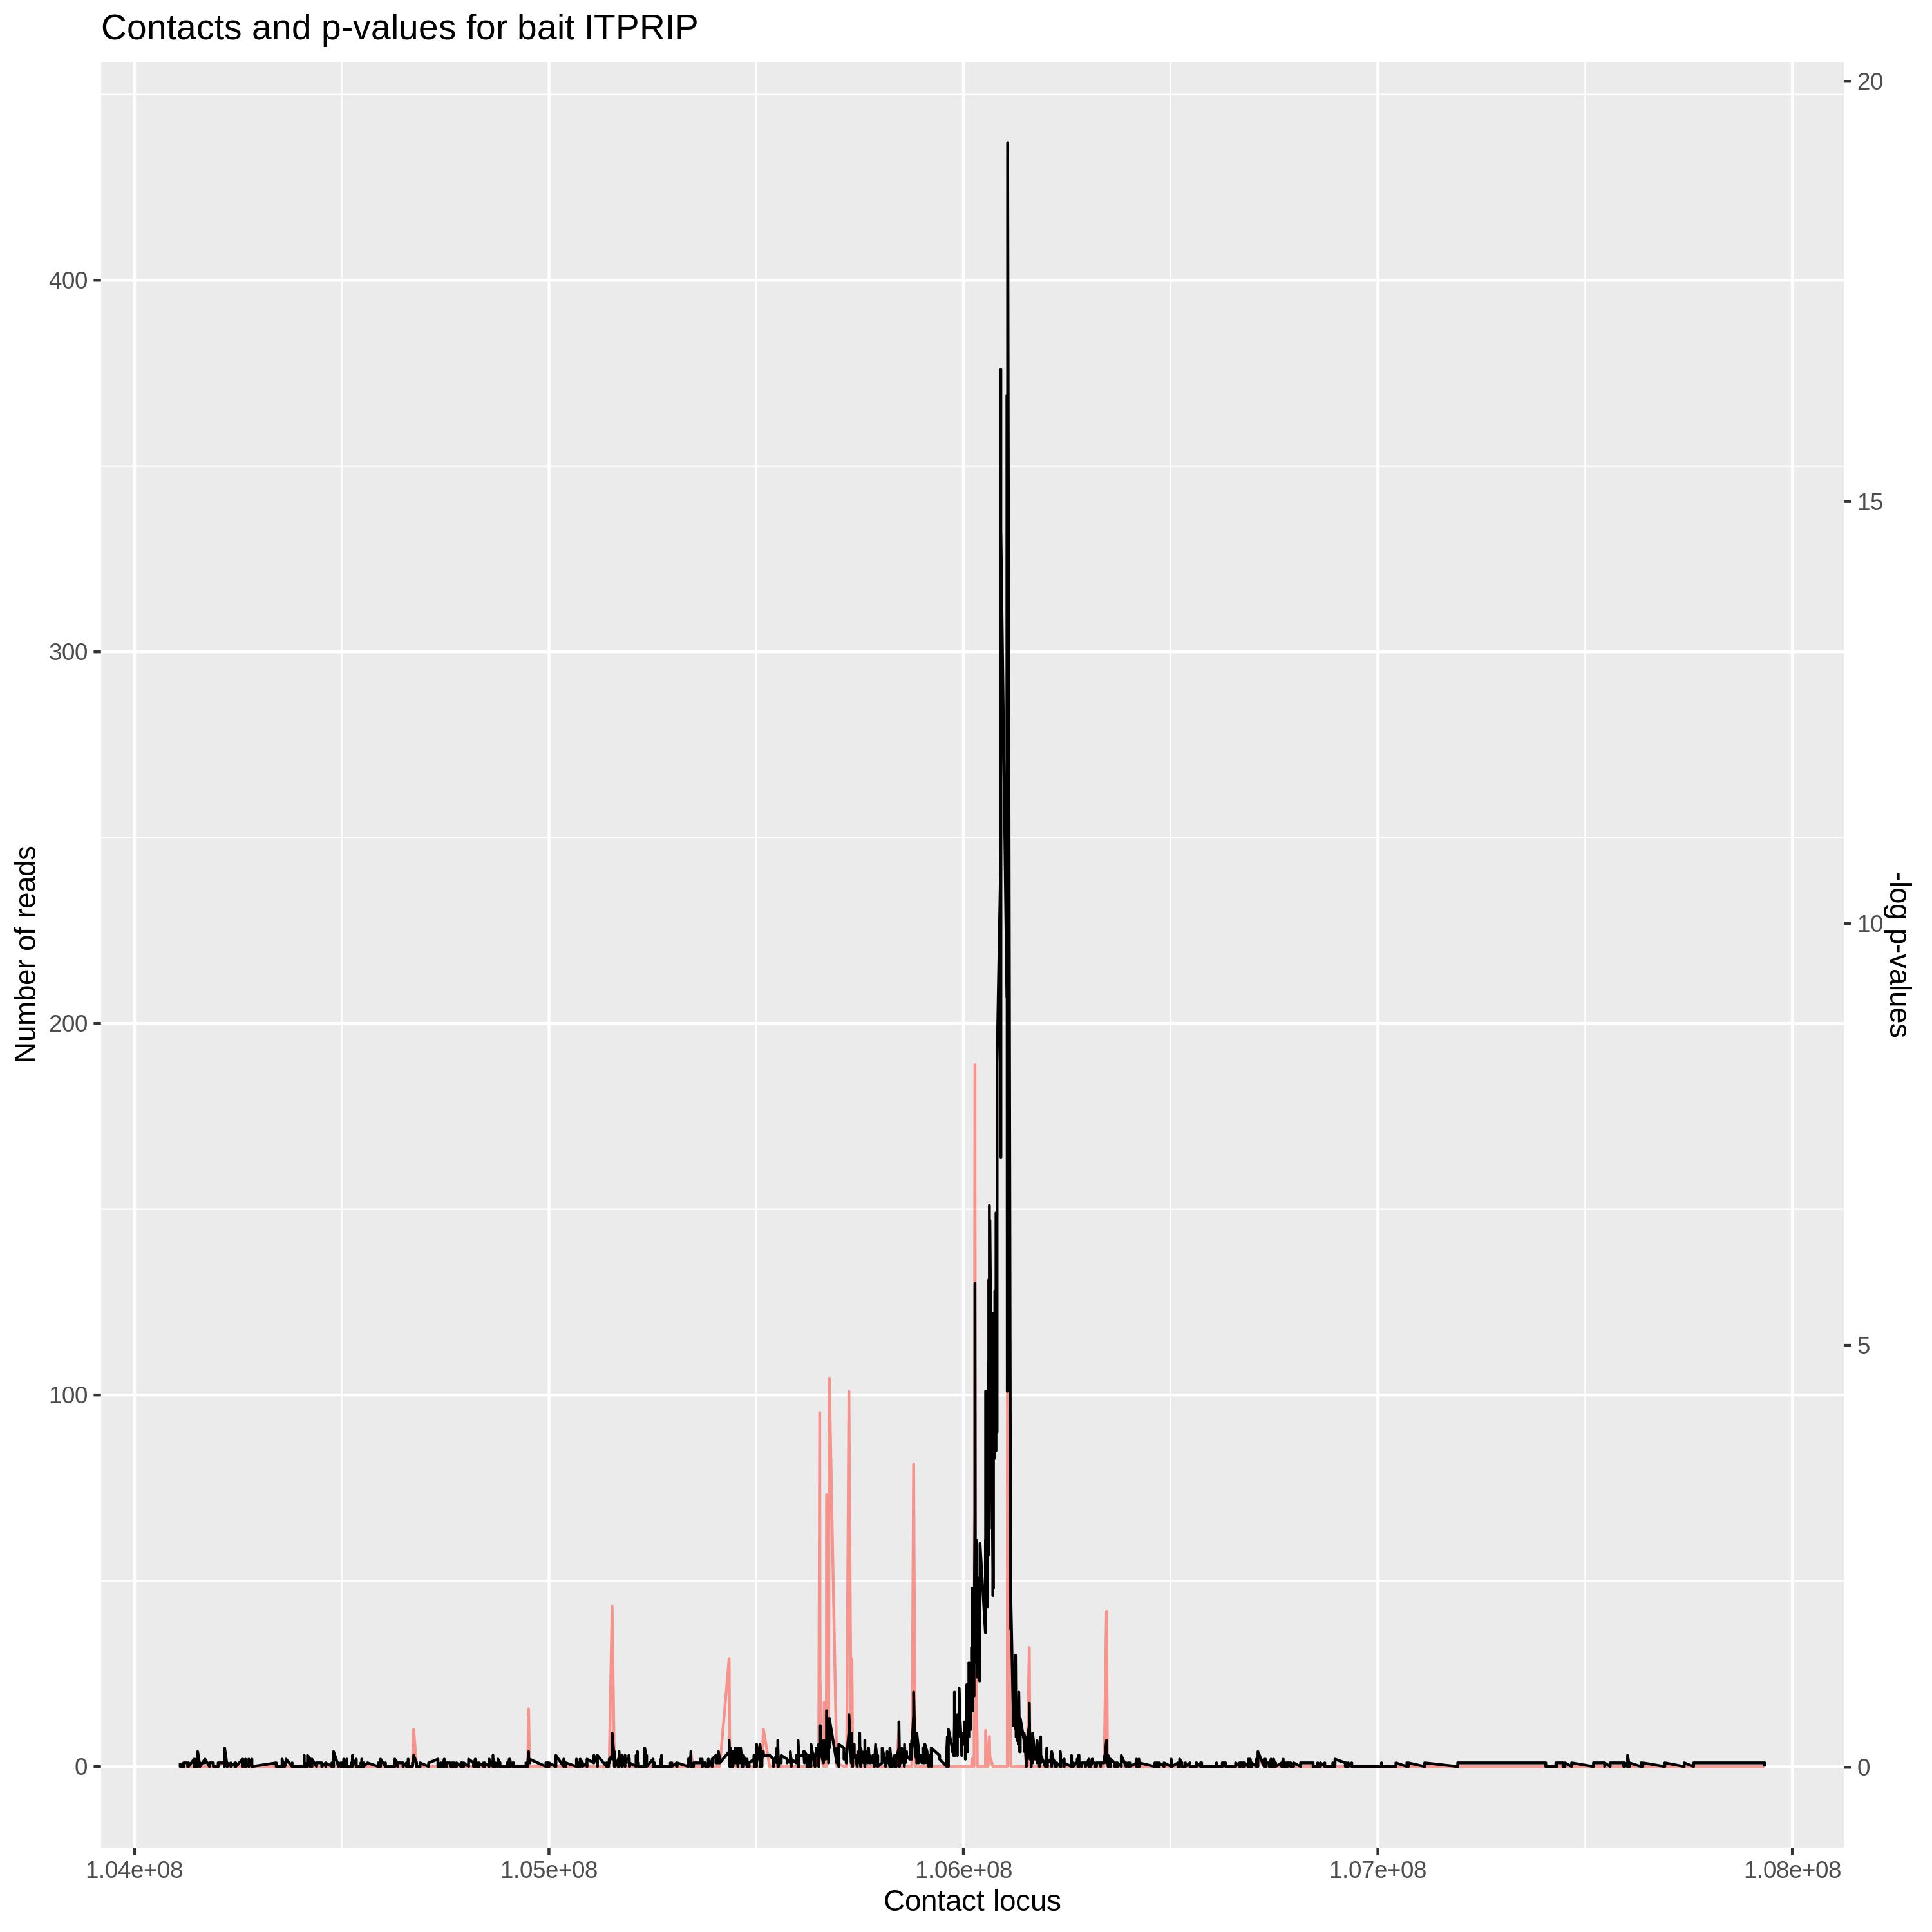 Contacts and p-values for bait ITPRIP
Number of reads
400
300
200
100
0
20
15
10
5
0
-log p-values
1.04e+08
1.05e+08
1.06e+08
1.07e+08
1.08e+08
Contact locus